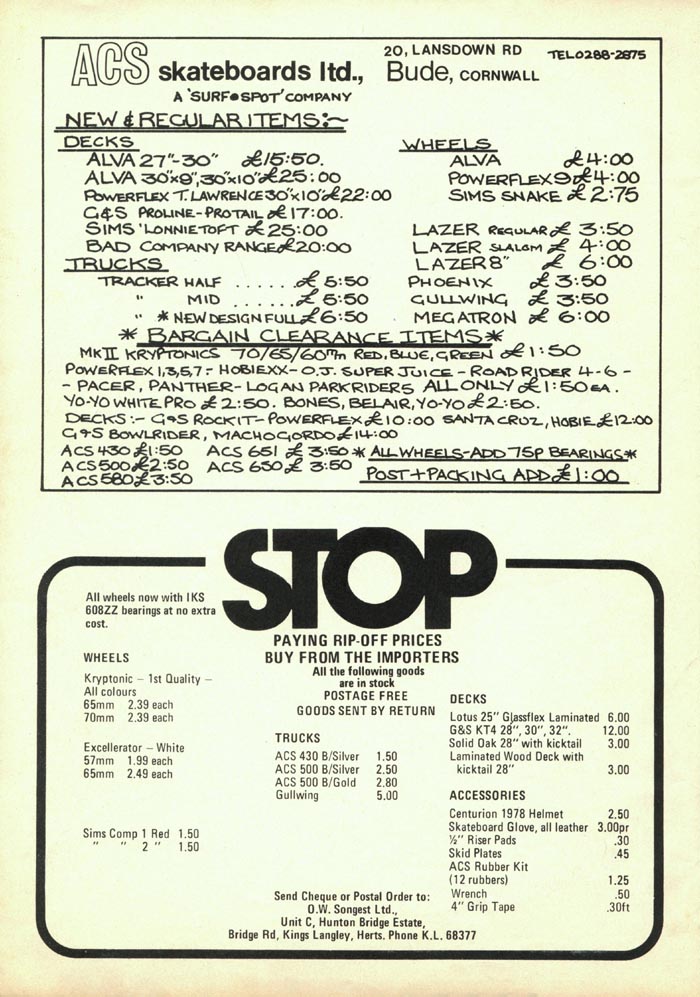 ACS skateboards ltd., 20, LANSDOWN RD Bude, CORNWALL TEL 0288-2875
A 'SURF•SPOT' COMPANY
NEW & REGULAR ITEMS:~
DECKS
ALVA 27"-30" £15:50.
ALVA 30"x9", 30"x10" £25:00
POWERFLEX T. LAWRENCE 30"x10" £22:00
G&S PROLINE-PROTAIL £17:00.
SIMS 'LONNIETOFT £25:00
BAD COMPANY RANGE £20:00
TRUCKS
TRACKER HALF ...... £5:50
" MID ...... £5:50
" * NEW DESIGN FULL £6:50
WHEELS
ALVA £4:00
POWERFLEX 9 £4:00
SIMS SNAKE £2:75
LAZER REGULAR £3:50
LAZER SLALOM £4:00
LAZER 8" £6:00
PHOENIX £3:50
GULLWING £3:50
MEGATRON £6:00
* BARGAIN CLEARANCE ITEMS *
MK II KRYPTONICS 70/65/60mm RED, BLUE, GREEN £1:50
POWERFLEX 1,3,5,7 - HOBIEXX - O.J. SUPER JUICE - ROAD RIDER 4-6-
- PACER, PANTHER - LOGAN PARKRIDERS ALL ONLY £1:50 EA.
YO-YO WHITE PRO £2:50. BONES, BELAIR, YO-YO £2:50.
DECKS:- G&S ROCKIT - POWERFLEX £10:00 SANTA CRUZ, HOBIE £12:00
G&S BOWLRIDER, MACHO GORDO £14:00
ACS 430 £1:50 ACS 651 £3:50 * ALL WHEELS-ADD 75p BEARINGS *
ACS 500 £2:50 ACS 630 £3:50
ACS 580 £3:50 POST + PACKING ADD £1:00
STOP
PAYING RIP-OFF PRICES
BUY FROM THE IMPORTERS
All the following goods
are in stock
POSTAGE FREE
GOODS SENT BY RETURN
All wheels now with IKS
608ZZ bearings at no extra
cost.
WHEELS
Kryptonic – 1st Quality –
All colours
65mm 2.39 each
70mm 2.39 each
Excellerator – White
57mm 1.99 each
65mm 2.49 each
Sims Comp 1 Red 1.50
" " 2 " 1.50
TRUCKS
ACS 430 B/Silver 1.50
ACS 500 B/Silver 2.50
ACS 500 B/Gold 2.80
Gullwing 5.00
DECKS
Lotus 25" Glassflex Laminated 6.00
G&S KT4 28", 30", 32". 12.00
Solid Oak 28" with kicktail 3.00
Laminated Wood Deck with
kicktail 28" 3.00
ACCESSORIES
Centurion 1978 Helmet 2.50
Skateboard Glove, all leather 3.00pr
½" Riser Pads .30
Skid Plates .45
ACS Rubber Kit
(12 rubbers) 1.25
Wrench .50
4" Grip Tape .30ft
Send Cheque or Postal Order to:
O.W. Songest Ltd.,
Unit C, Hunton Bridge Estate,
Bridge Rd, Kings Langley, Herts. Phone K.L. 68377